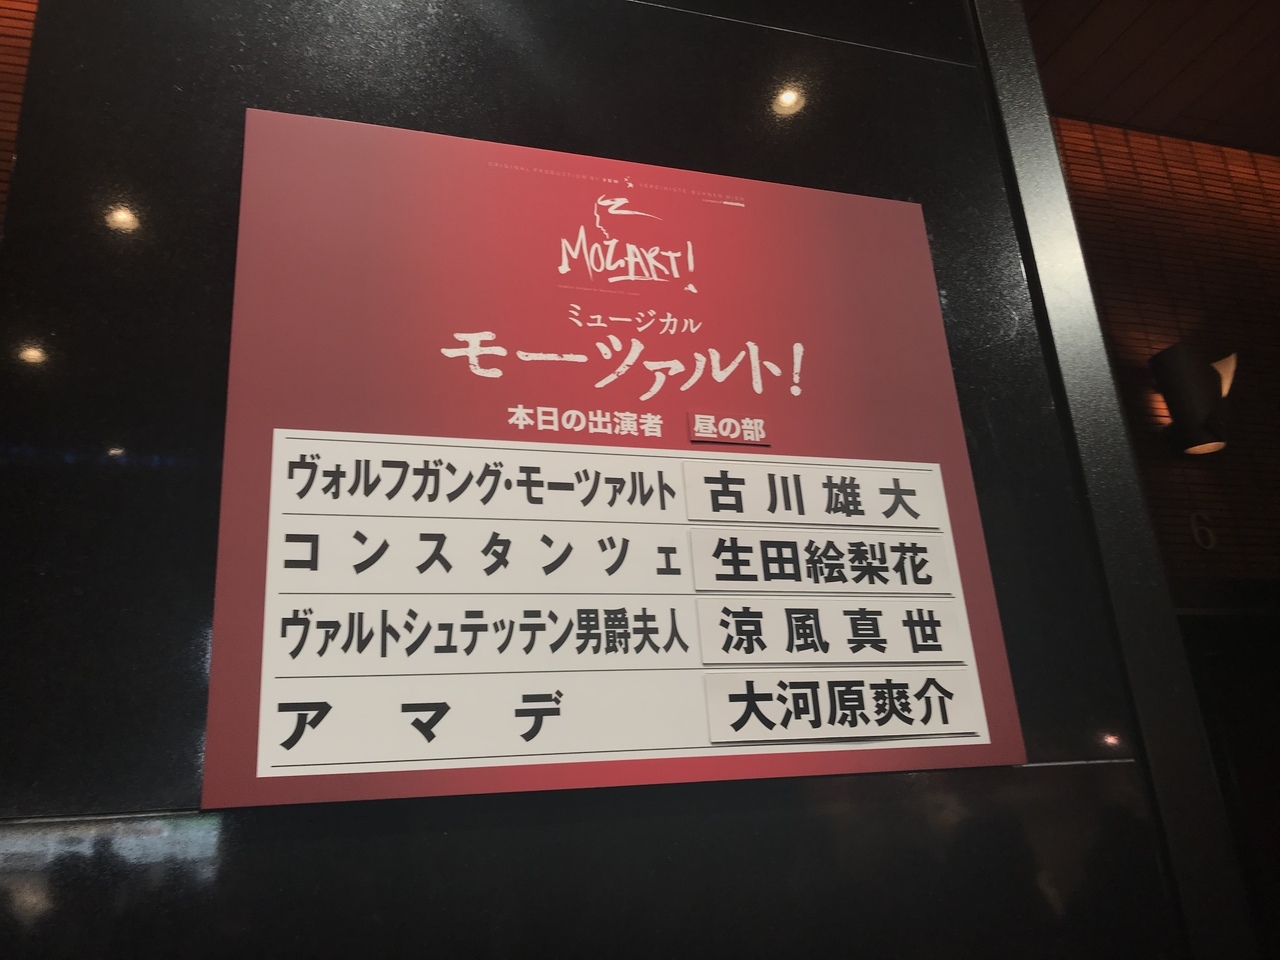 ORIGINAL PRODUCTION BY VBW VEREINIGTE BÜHNEN WIEN
MOZART!
ミュージカル
モーツァルト!
本日の出演者 昼の部
ヴォルフガング・モーツァルト 古川雄大
コンスタンツェ 生田絵梨花
ヴァルトシュテッテン男爵夫人 涼風真世
アマデ 大河原爽介
6